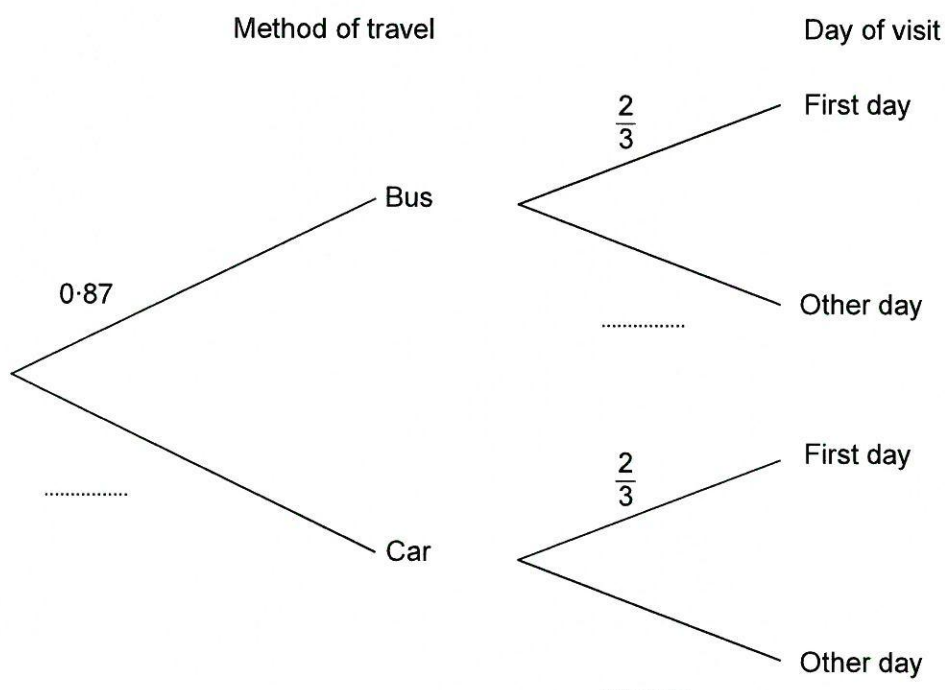 Method of travel Day of visit
First day
2
3
Bus
0·87
Other day
...............
First day
2
3
...............
Car
Other day